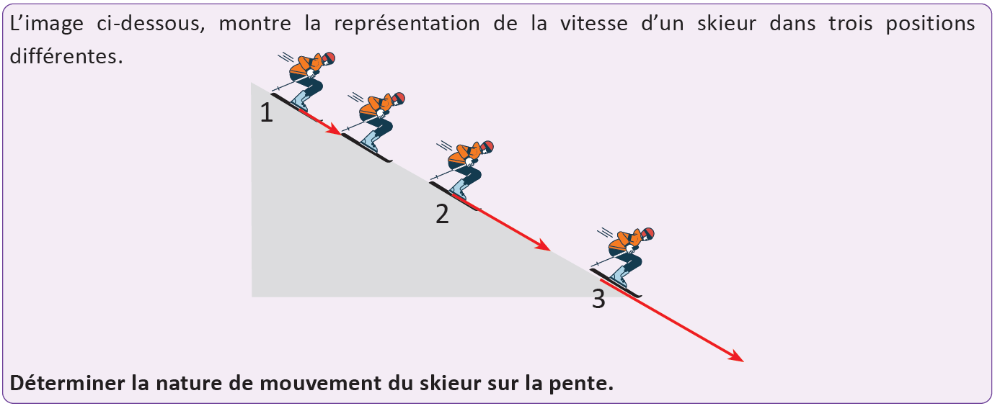 L’image ci-dessous, montre la représentation de la vitesse d’un skieur dans trois positions
différentes.
1
2
3
Déterminer la nature de mouvement du skieur sur la pente.